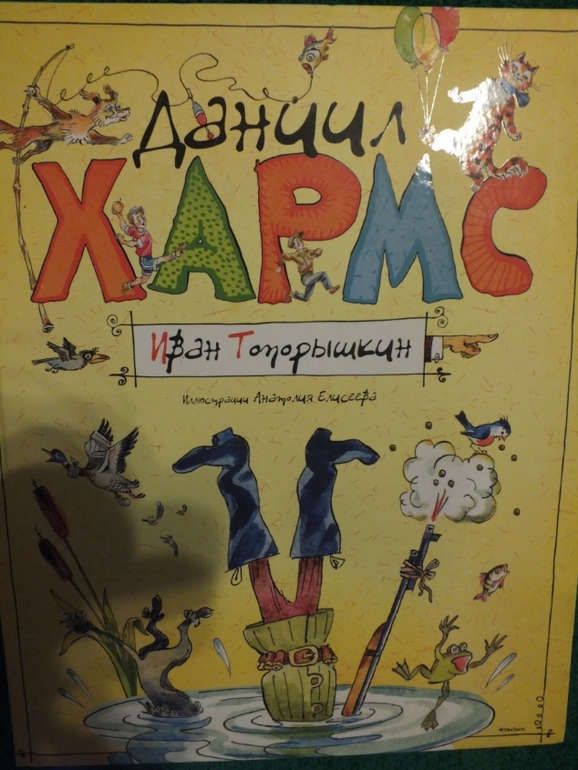 Даниил
ХАРМС
Иван Топорышкин
Иллюстрации Анатолия Елисеева